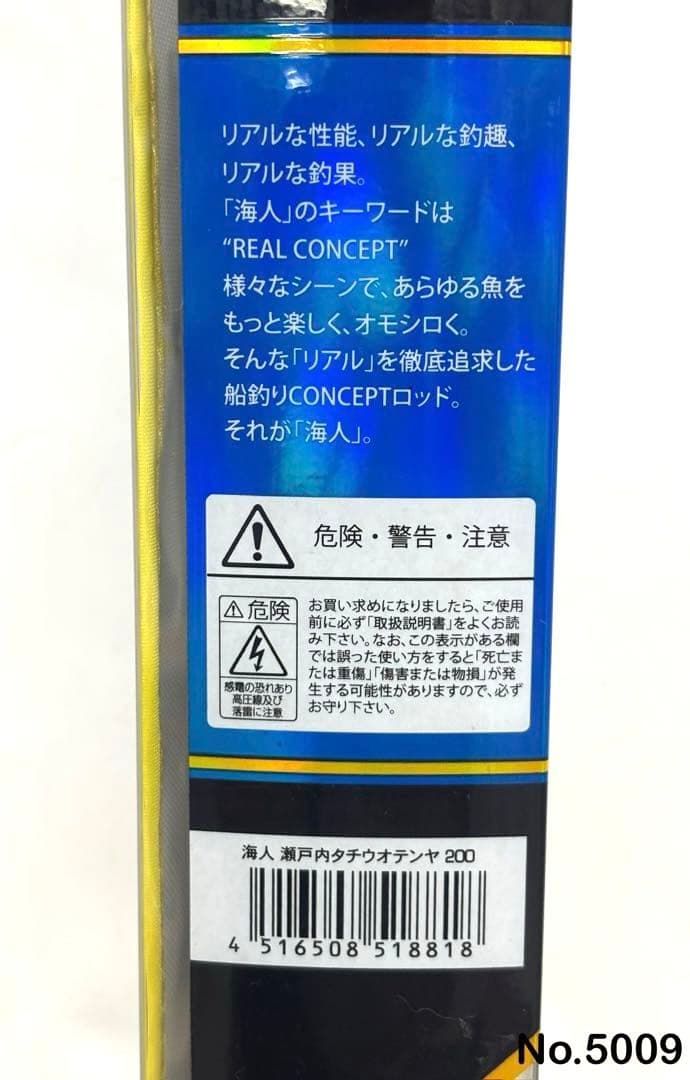 リアルな性能、リアルな釣趣、
リアルな釣果。
「海人」のキーワードは
“REAL CONCEPT”
様々なシーンで、あらゆる魚を
もっと楽しく、オモシロく。
そんな「リアル」を徹底追求した
船釣りCONCEPTロッド。
それが「海人」。
危険・警告・注意
危険
感電の恐れあり
高圧線及び
落雷に注意
お買い求めになりましたら、ご使用
前に必ず「取扱説明書」をよくお読
み下さい。なお、この表示がある欄
では誤った使い方をすると「死亡ま
たは重傷」「傷害または物損」が発
生する可能性がありますので、必ず
お守り下さい。
海人 瀬戸内タチウオテンヤ 200
4 516508 518818
No.5009